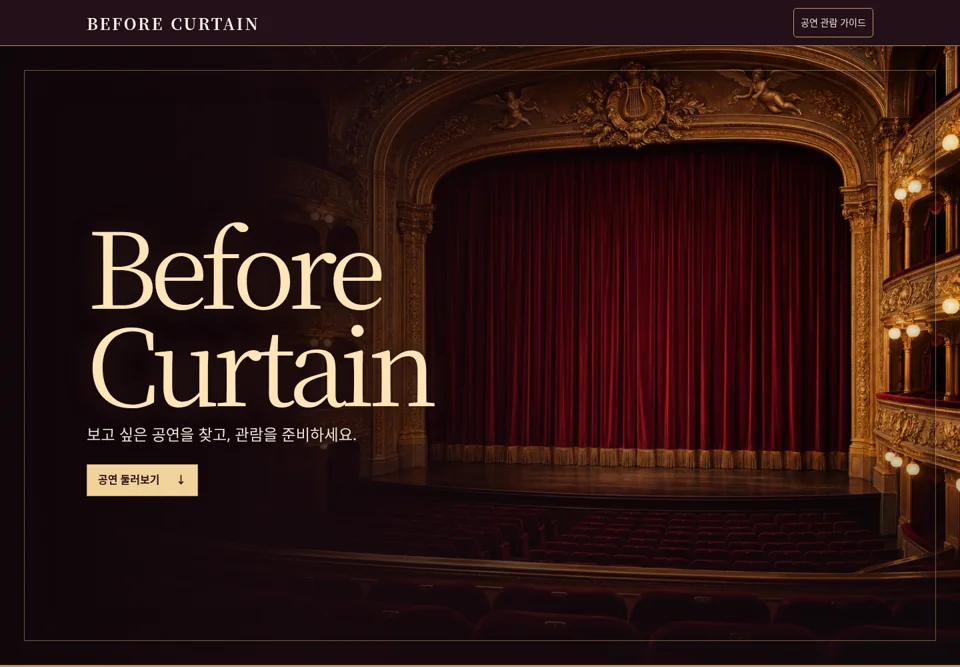 BEFORE CURTAIN
공연 관람 가이드
Before
Curtain
보고 싶은 공연을 찾고, 관람을 준비하세요.
공연 둘러보기 ↓